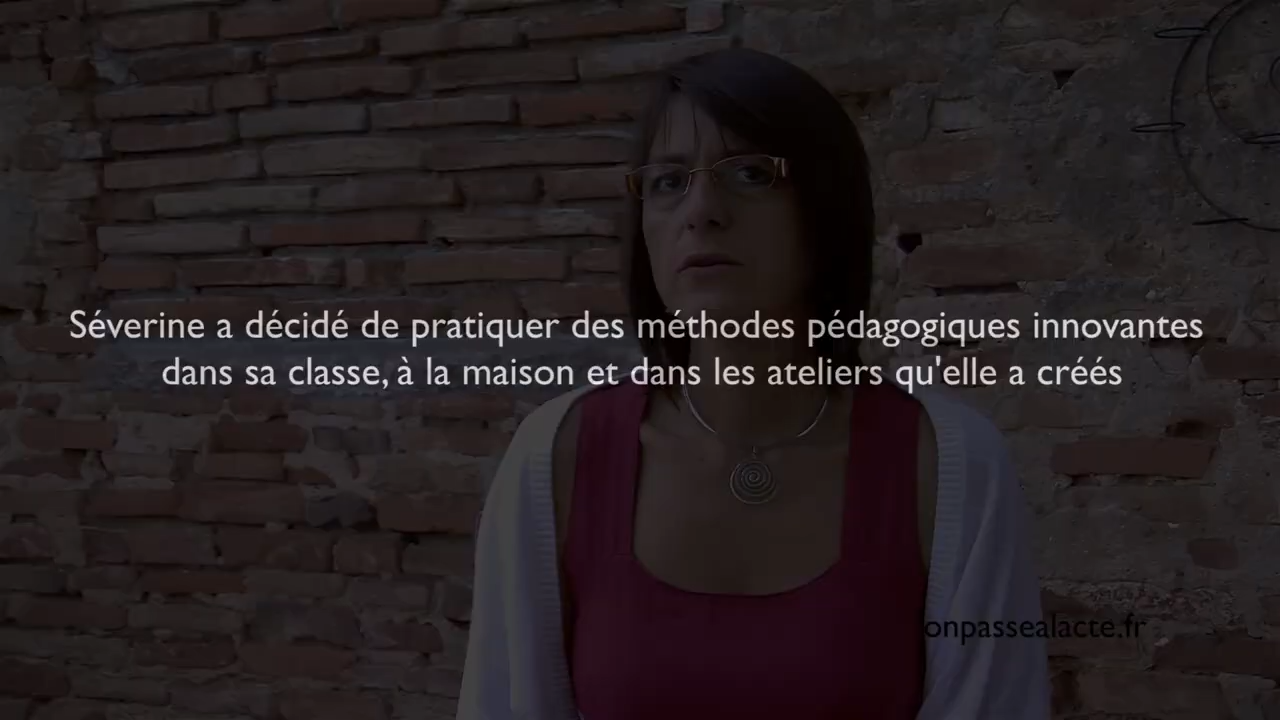 Séverine a décidé de pratiquer des méthodes pédagogiques innovantes
dans sa classe, à la maison et dans les ateliers qu'elle a créés
onpassealacte.fr